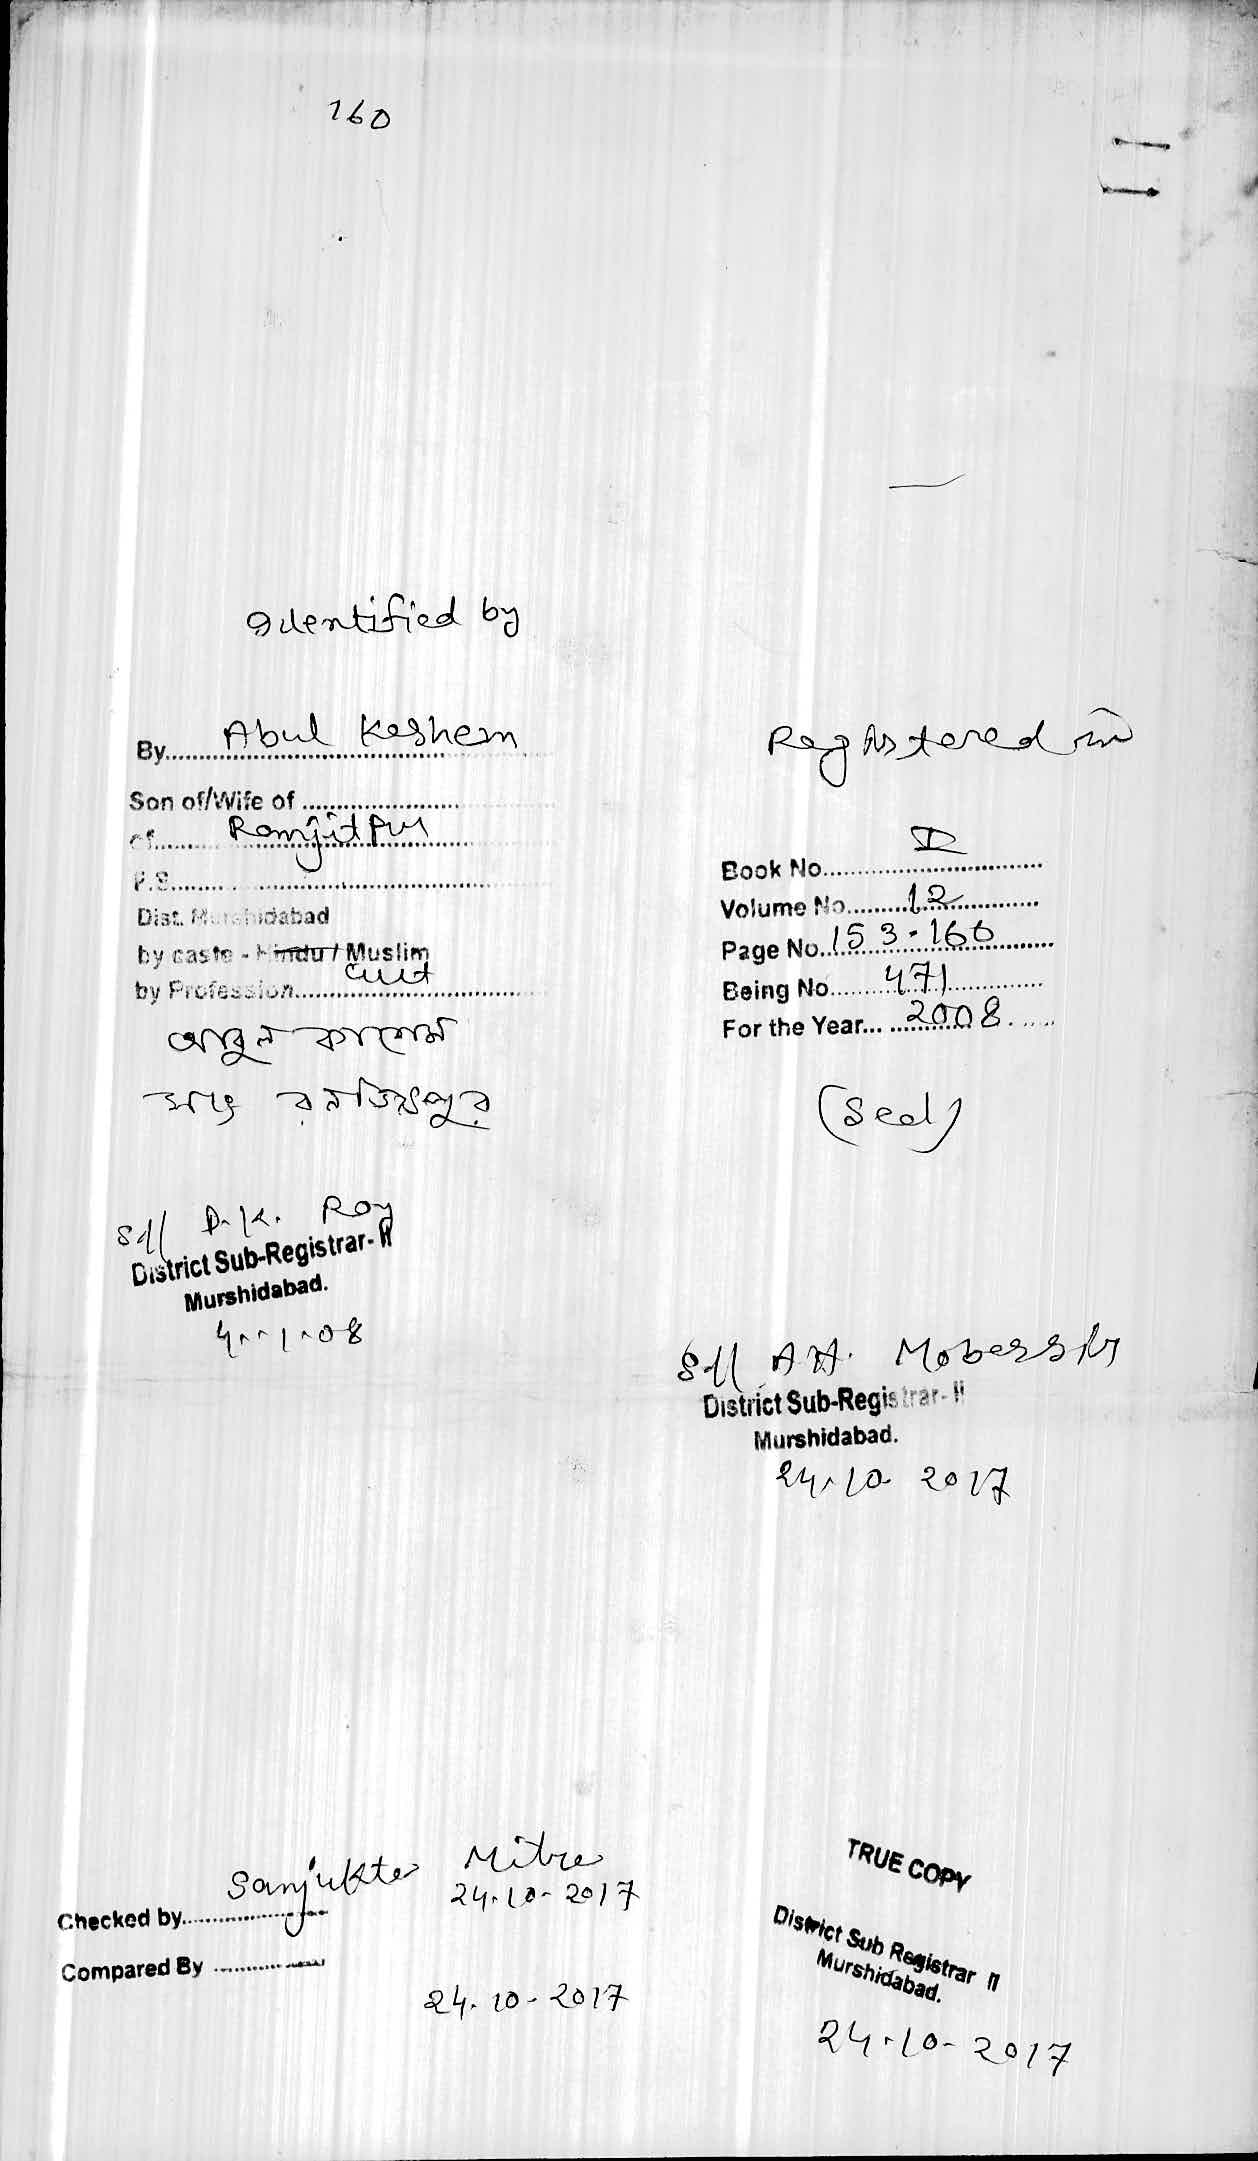 160
Identified by
By Abul Keshem
Son of/Wife of
of Ramjitpur
P.S.
Dist. Murshidabad
by caste - Hindu / Muslim
by Profession Cult
আবুল কাশেম
সাং রনজিৎপুর
Sd/ D.K. Roy
District Sub-Registrar- II
Murshidabad.
4.1.08
Registered in
Book No. I
Volume No. 12
Page No. 153-160
Being No 471
For the Year... 2008
(Seal)
Sd/ A.H.
District Sub-Registrar- II
Murshidabad.
24.10.2017
Sanjukta Mitra
Checked by 24.10-2017
Compared By
24.10-2017
TRUE COPY
District Sub Registrar II
Murshidabad.
24.10-2017